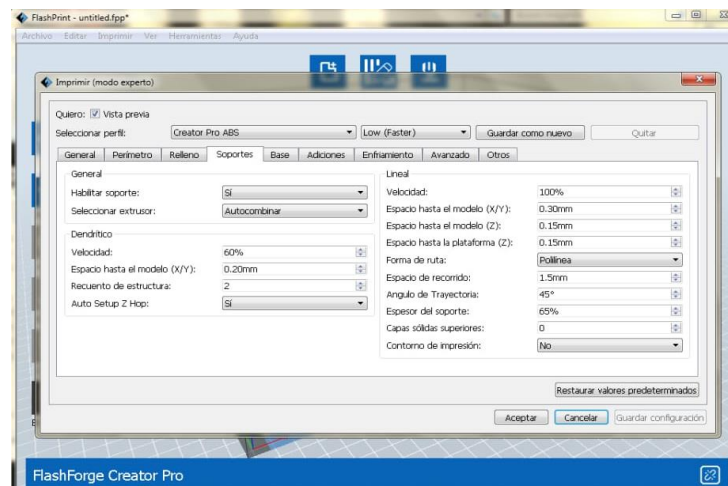 FlashPrint - untitled.fpp*
Archivo Editar Imprimir Ver Herramientas Ayuda
Imprimir (modo experto)
Quiero: Vista previa
Seleccionar perfil: Creator Pro ABS Low (Faster) Guardar como nuevo Quitar
General Perímetro Relleno Soportes Base Adiciones Enfriamiento Avanzado Otros
General
Habilitar soporte: Sí
Seleccionar extrusor: Autocombinar
Dendrítico
Velocidad: 60%
Espacio hasta el modelo (X/Y): 0.20mm
Recuento de estructura: 2
Auto Setup Z Hop: Sí
Lineal
Velocidad: 100%
Espacio hasta el modelo (X/Y): 0.30mm
Espacio hasta el modelo (Z): 0.15mm
Espacio hasta la plataforma (Z): 0.15mm
Forma de ruta: Polilínea
Espacio de recorrido: 1.5mm
Angulo de Trayectoria: 45°
Espesor del soporte: 65%
Capas sólidas superiores: 0
Contorno de impresión: No
Restaurar valores predeterminados
Aceptar Cancelar Guardar configuración
FlashForge Creator Pro